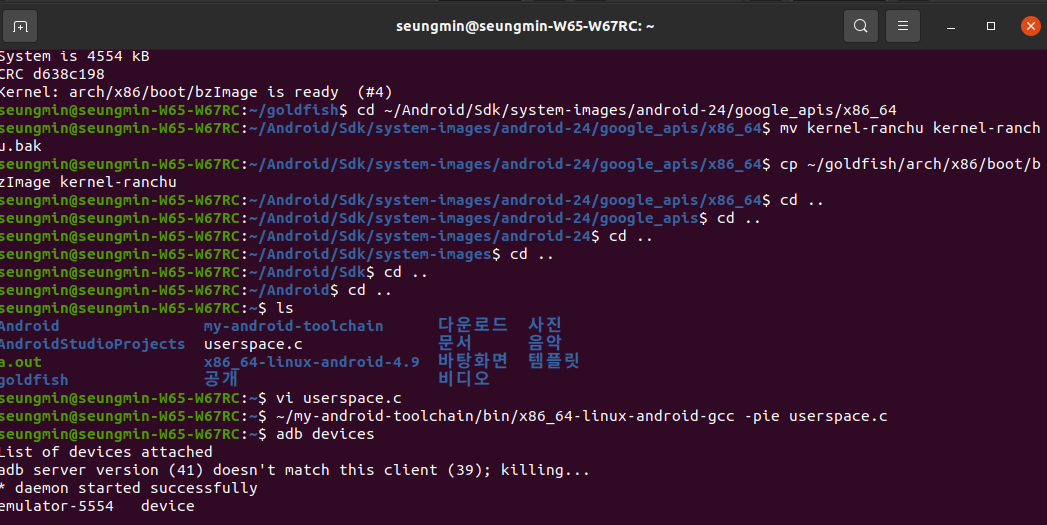 seungmin@seungmin-W65-W67RC: ~
System is 4554 kB
CRC d638c198
Kernel: arch/x86/boot/bzImage is ready  (#4)
seungmin@seungmin-W65-W67RC:~/goldfish$ cd ~/Android/Sdk/system-images/android-24/google_apis/x86_64
seungmin@seungmin-W65-W67RC:~/Android/Sdk/system-images/android-24/google_apis/x86_64$ mv kernel-ranchu kernel-ranch
u.bak
seungmin@seungmin-W65-W67RC:~/Android/Sdk/system-images/android-24/google_apis/x86_64$ cp ~/goldfish/arch/x86/boot/b
zImage kernel-ranchu
seungmin@seungmin-W65-W67RC:~/Android/Sdk/system-images/android-24/google_apis/x86_64$ cd ..
seungmin@seungmin-W65-W67RC:~/Android/Sdk/system-images/android-24/google_apis$ cd ..
seungmin@seungmin-W65-W67RC:~/Android/Sdk/system-images/android-24$ cd ..
seungmin@seungmin-W65-W67RC:~/Android/Sdk/system-images$ cd ..
seungmin@seungmin-W65-W67RC:~/Android/Sdk$ cd ..
seungmin@seungmin-W65-W67RC:~/Android$ cd ..
seungmin@seungmin-W65-W67RC:~$ ls
Android                my-android-toolchain      다운로드  사진
AndroidStudioProjects  userspace.c               문서      음악
a.out                  x86_64-linux-android-4.9  바탕화면  템플릿
goldfish               공개                      비디오
seungmin@seungmin-W65-W67RC:~$ vi userspace.c
seungmin@seungmin-W65-W67RC:~$ ~/my-android-toolchain/bin/x86_64-linux-android-gcc -pie userspace.c
seungmin@seungmin-W65-W67RC:~$ adb devices
List of devices attached
adb server version (41) doesn't match this client (39); killing...
* daemon started successfully
emulator-5554   device